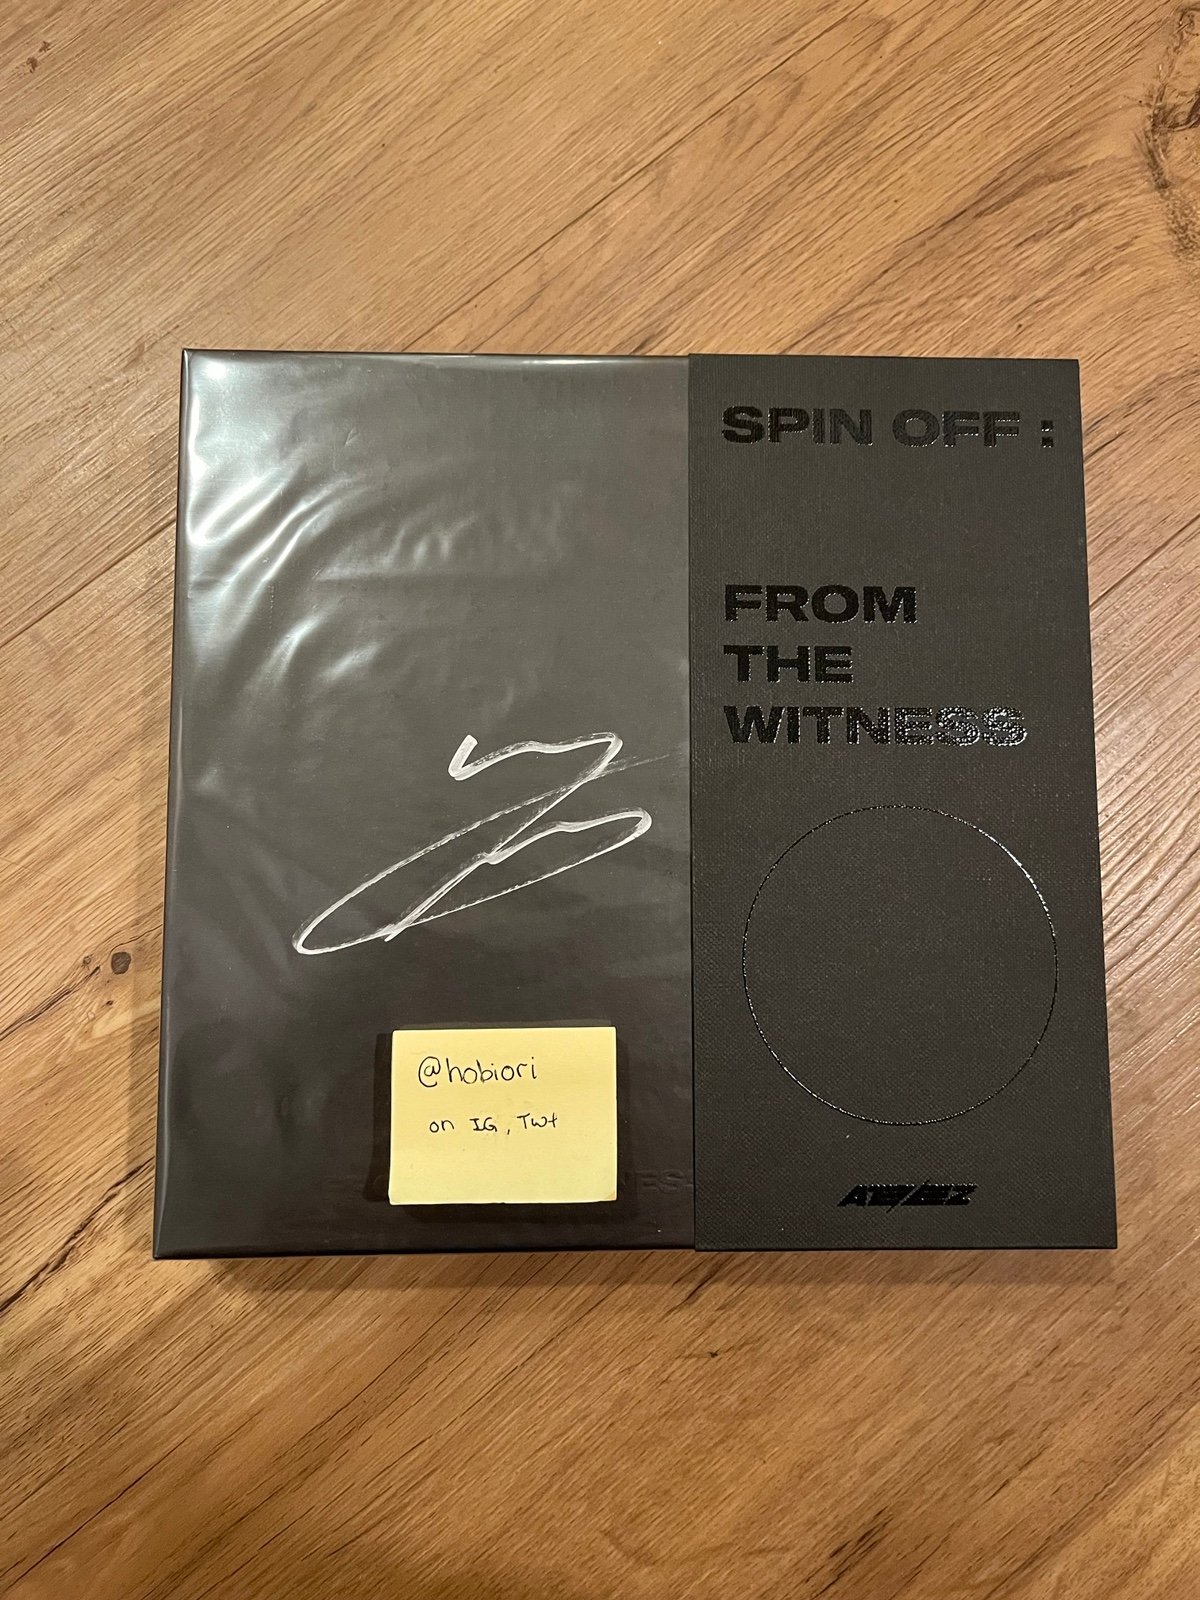 SPIN OFF :
FROM
THE
WITNESS
ATEEZ
@hobiori
on IG, Twt